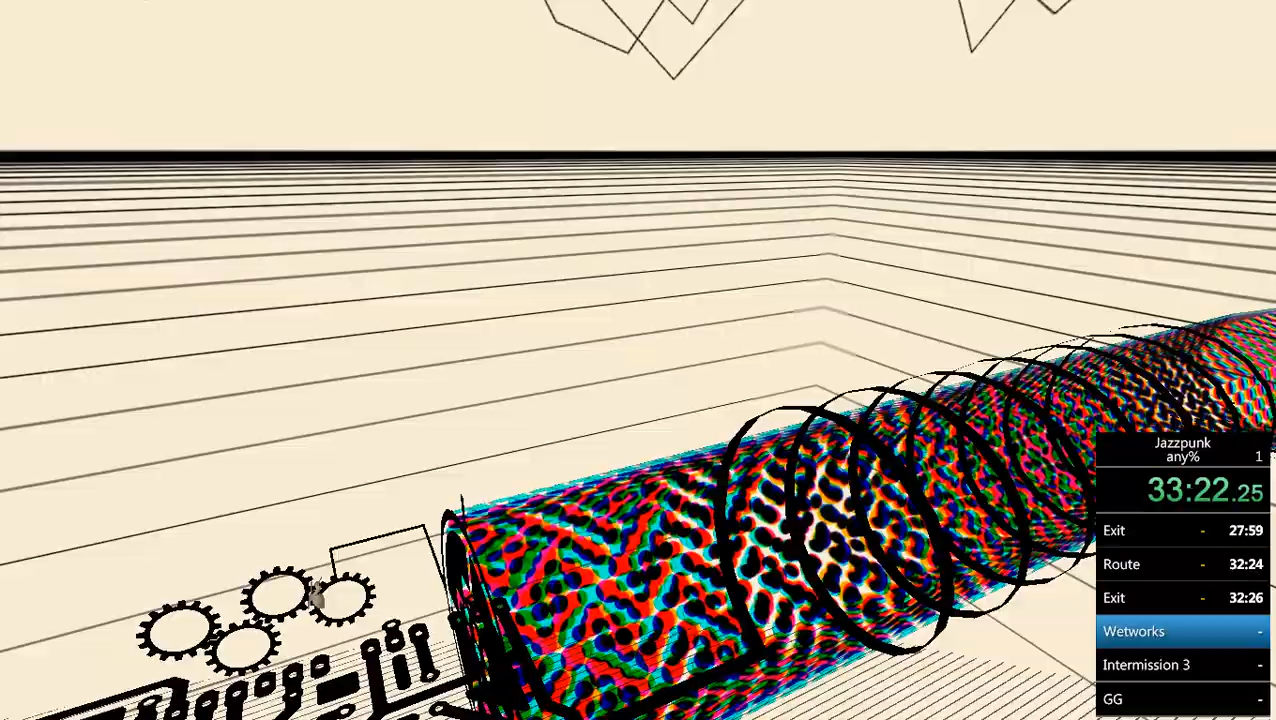 Jazzpunk
any% 1
33:22.25
Exit - 27:59
Route - 32:24
Exit - 32:26
Wetworks -
Intermission 3 -
GG -